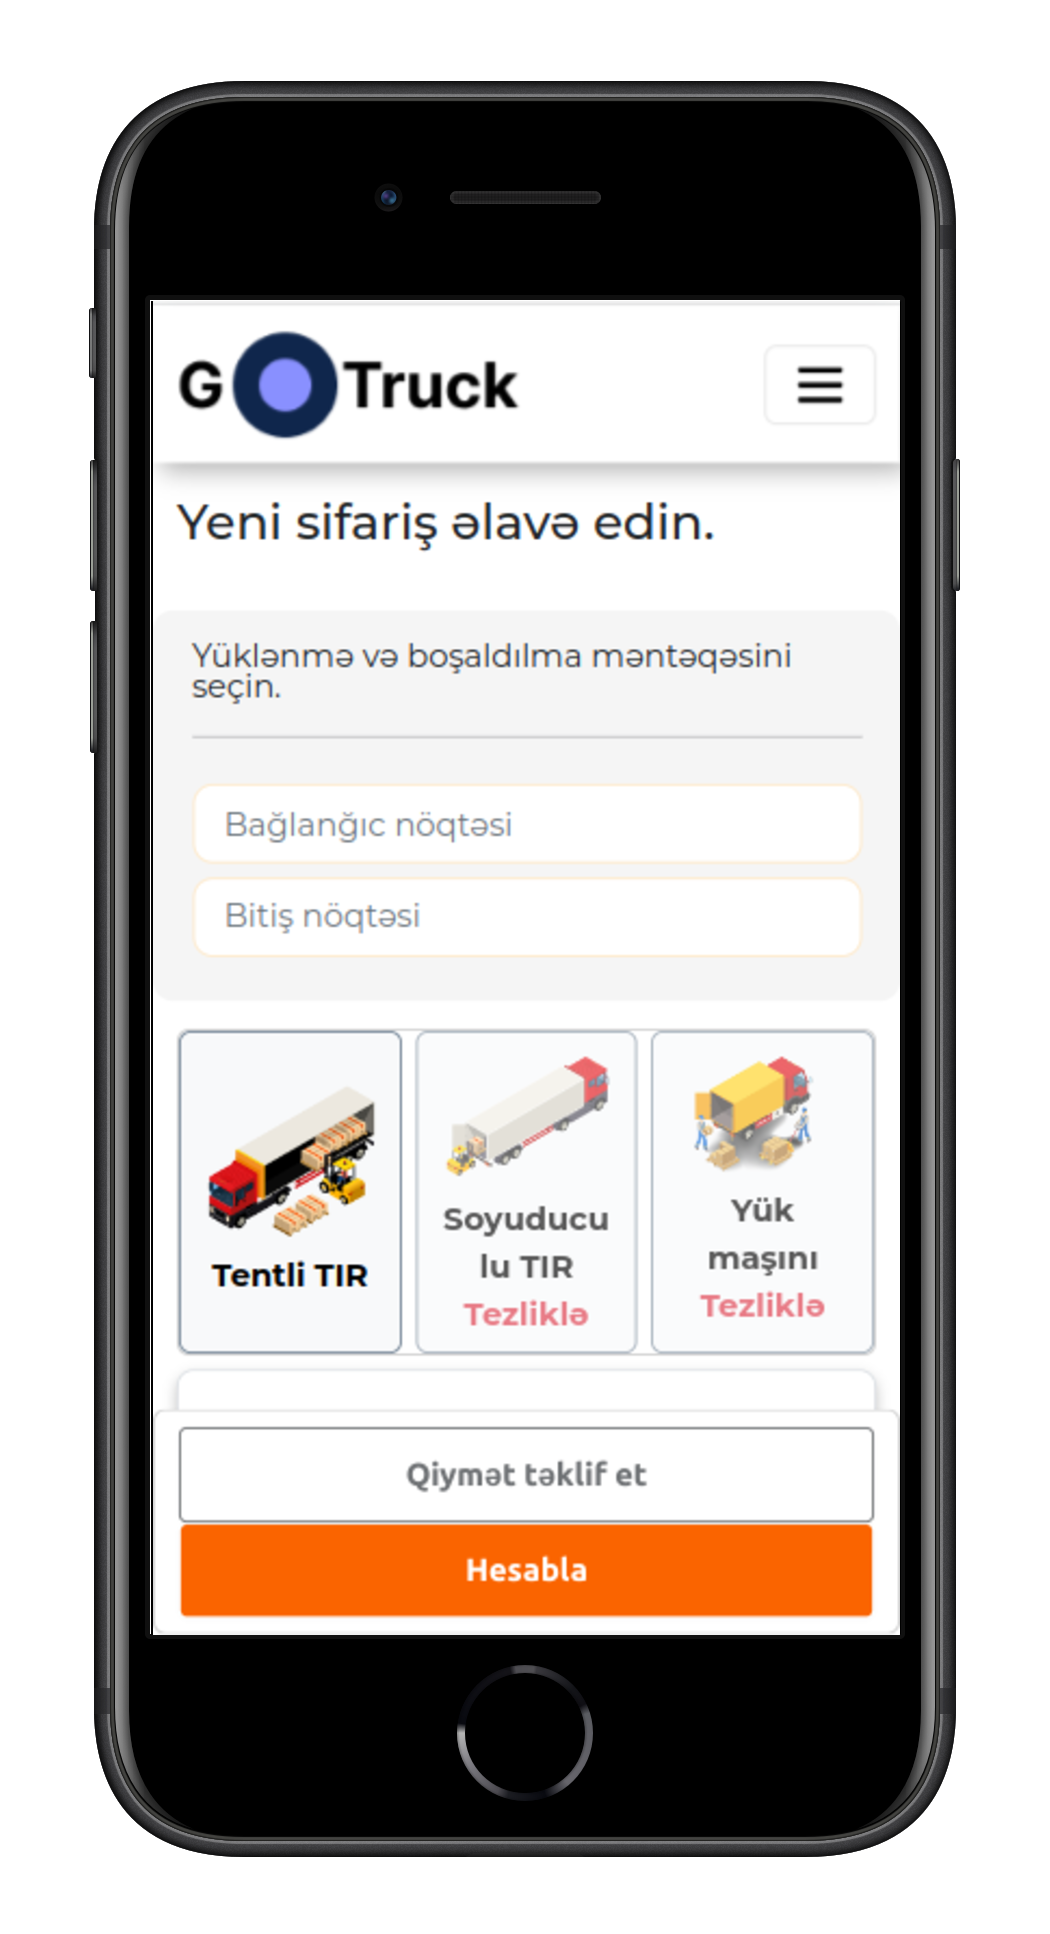 GOTruck
Yeni sifariş əlavə edin.
Yüklənmə və boşaldılma məntəqəsini
seçin.
Bağlanğıc nöqtəsi
Bitiş nöqtəsi
Tentli TIR
Soyuducu
lu TIR
Tezliklə
Yük
maşını
Tezliklə
Qiymət təklif et
Hesabla